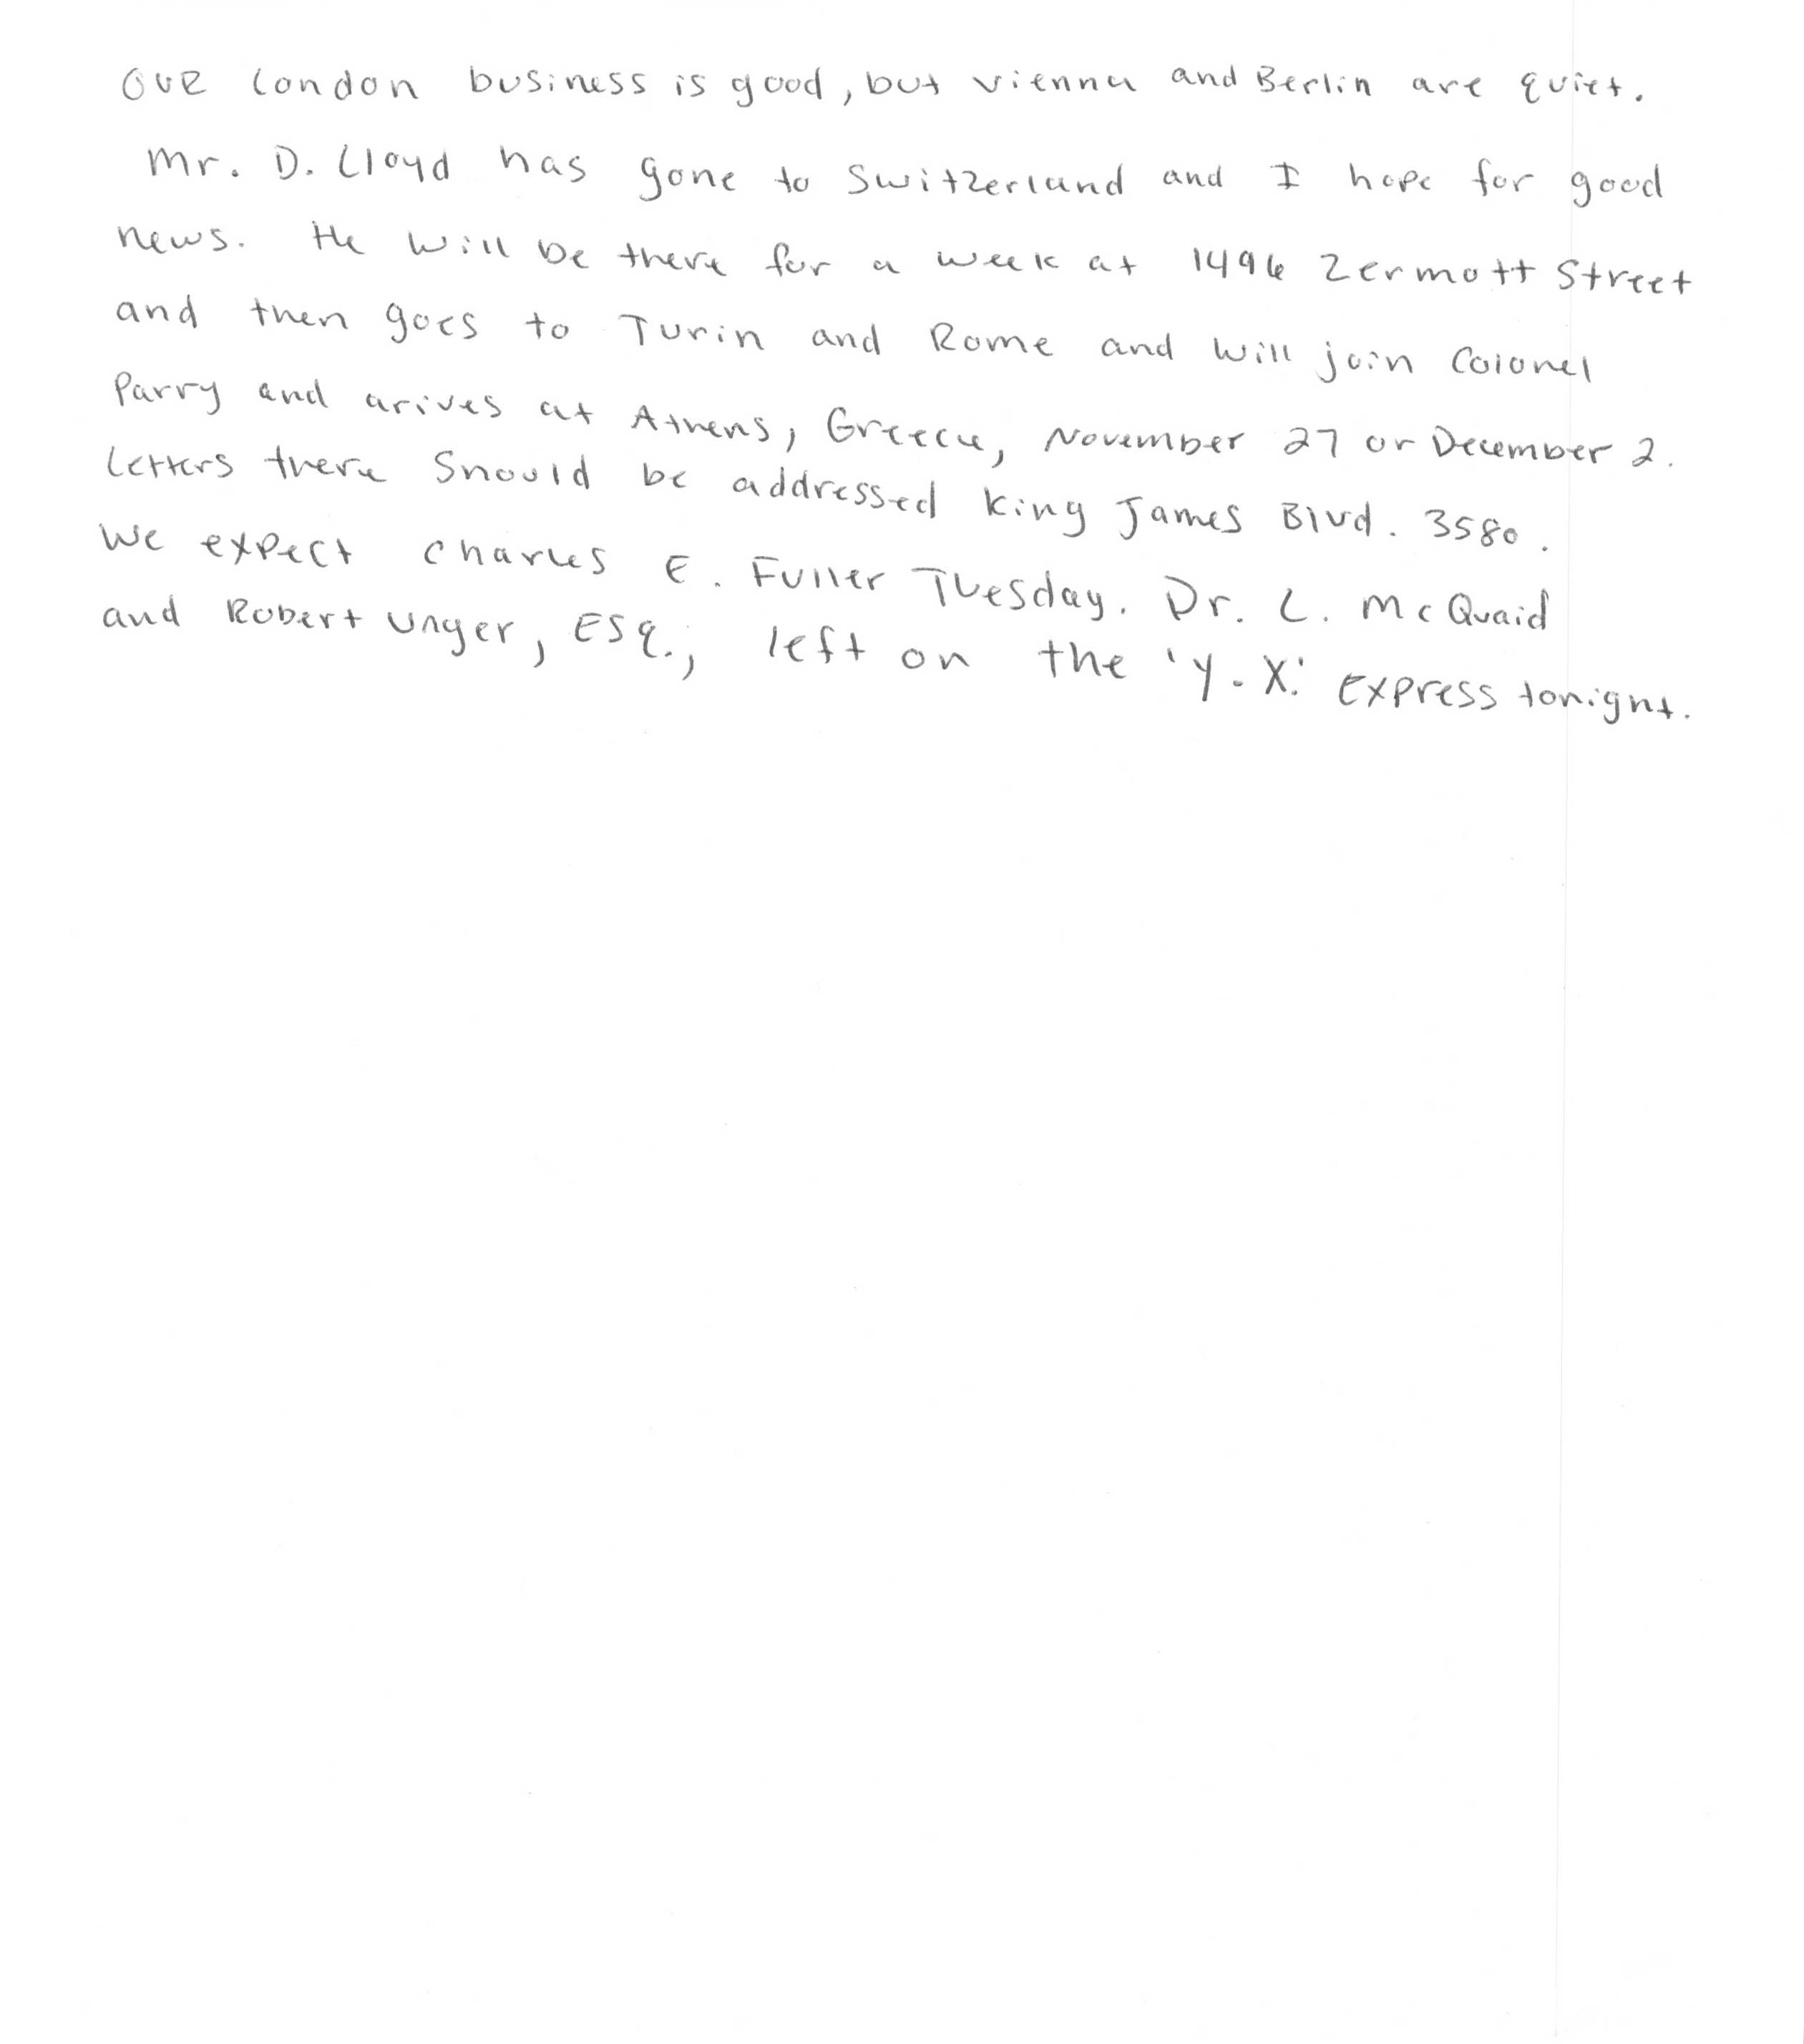 Our London business is good, but Vienna and Berlin are quiet.
Mr. D. Lloyd has gone to Switzerland and I hope for good
news. He will be there for a week at 1496 Zermott Street
and then goes to Turin and Rome and will join Colonel
Parry and arives at Athens, Greece, November 27 or December 2.
Letters there should be addressed King James Blvd. 3580.
We expect Charles E. Fuller Tuesday. Dr. L. McQuaid
and Robert Unger, Esq., left on the 'Y.X.' Express tonight.